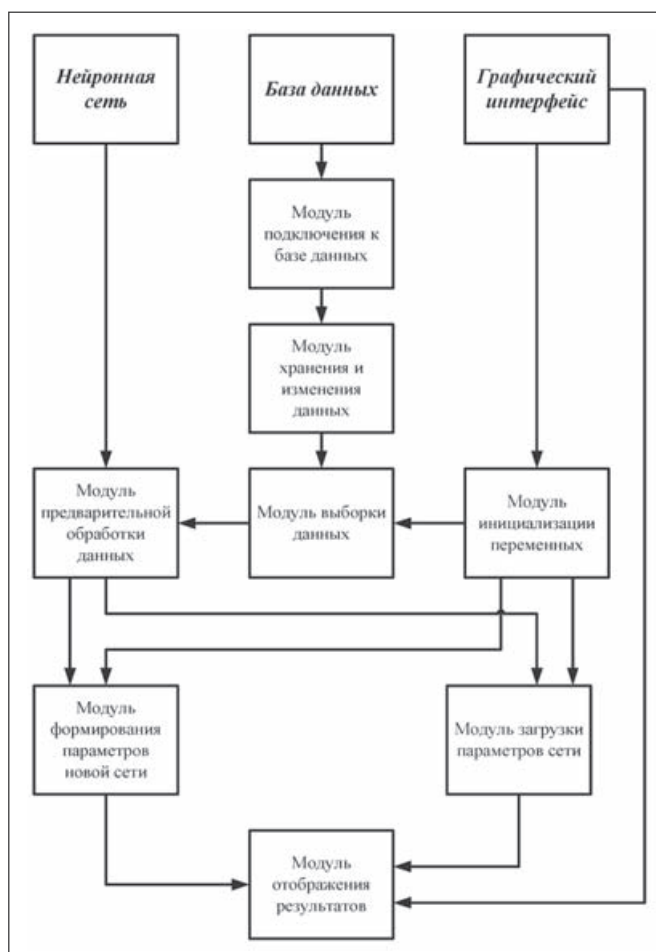 Нейронная
сеть
База данных
Графический
интерфейс
Модуль
подключения к
базе данных
Модуль
хранения и
изменения
данных
Модуль
предварительной
обработки
данных
Модуль выборки
данных
Модуль
инициализации
переменных
Модуль
формирования
параметров
новой сети
Модуль загрузки
параметров сети
Модуль
отображения
результатов